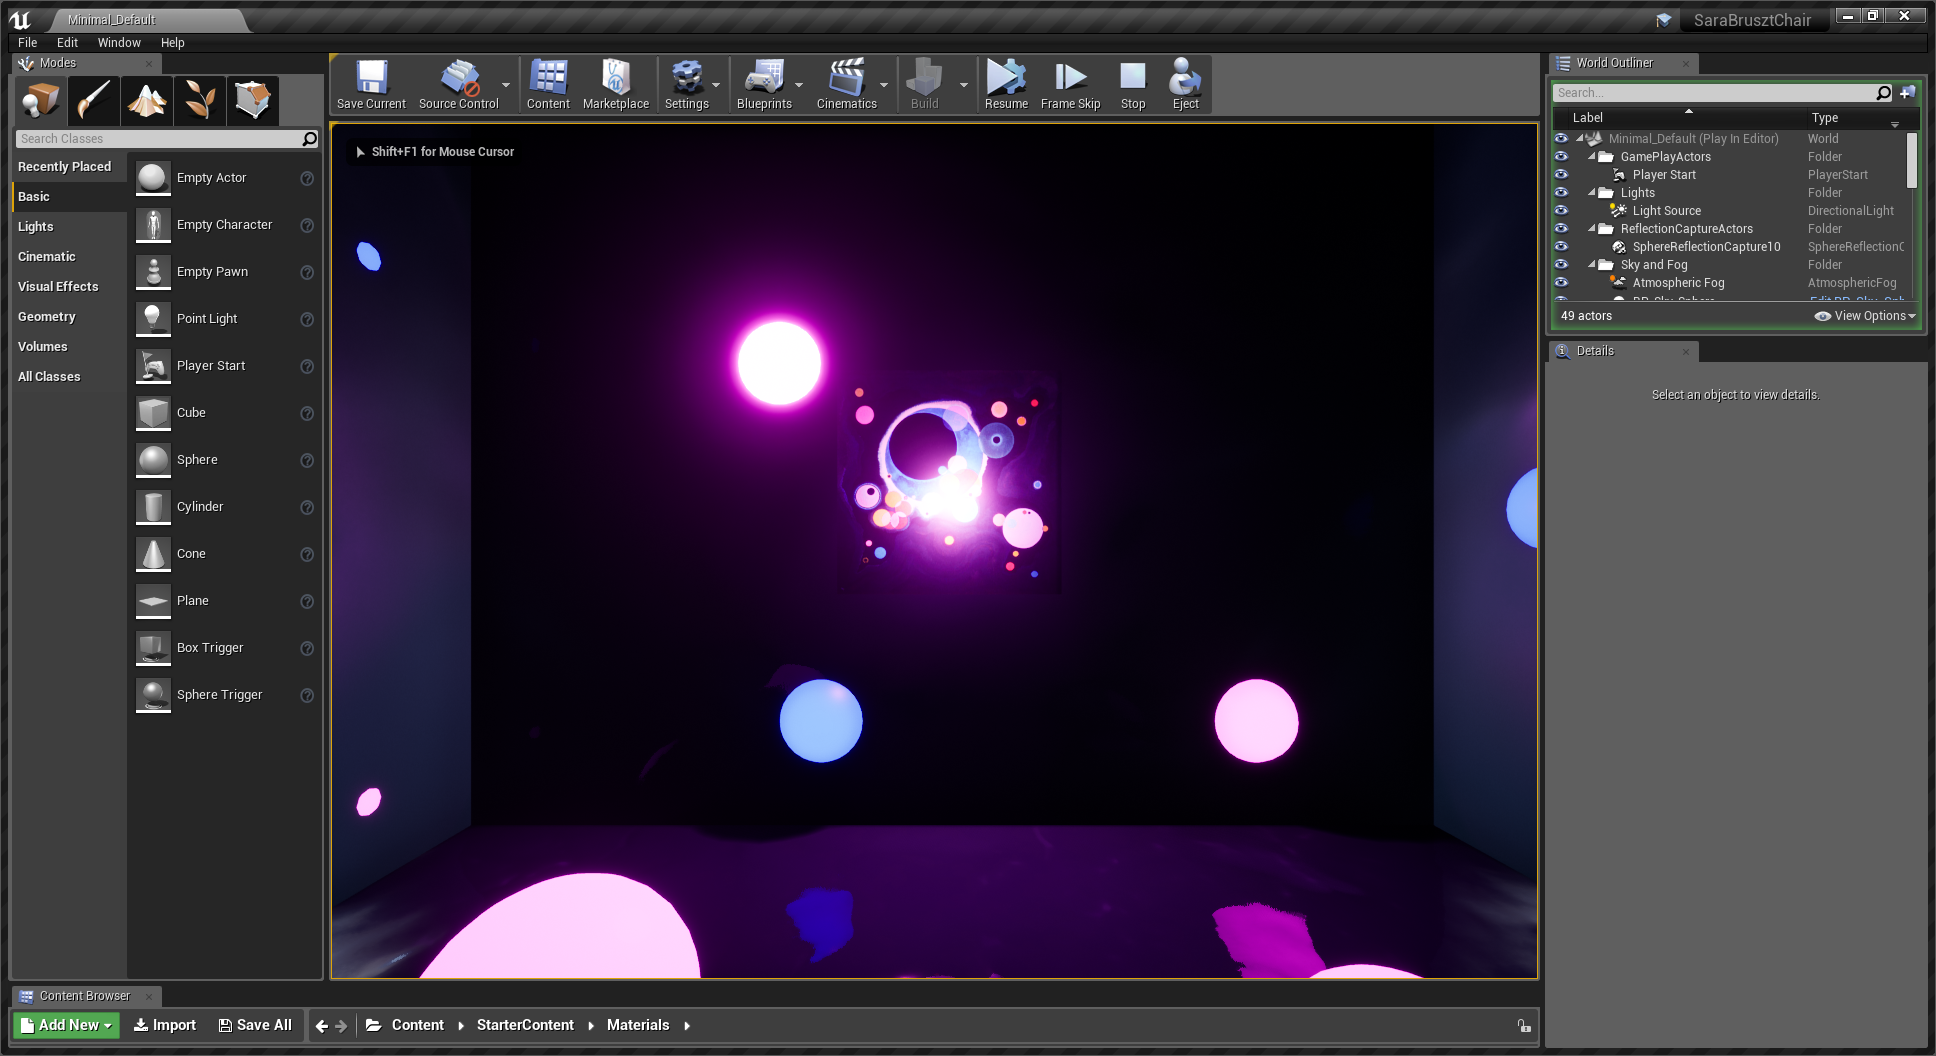 Minimal_Default
SaraBrusztChair
File Edit Window Help
Modes
Search Classes
Recently Placed
Basic
Lights
Cinematic
Visual Effects
Geometry
Volumes
All Classes
Empty Actor
Empty Character
Empty Pawn
Point Light
Player Start
Cube
Sphere
Cylinder
Cone
Plane
Box Trigger
Sphere Trigger
Save Current Source Control Content Marketplace Settings Blueprints Cinematics Build Resume Frame Skip Stop Eject
Shift+F1 for Mouse Cursor
World Outliner
Search...
Label Type
Minimal_Default (Play In Editor) World
GamePlayActors Folder
Player Start PlayerStart
Lights Folder
Light Source DirectionalLight
ReflectionCaptureActors Folder
SphereReflectionCapture10 SphereReflectionC
Sky and Fog Folder
Atmospheric Fog AtmosphericFog
49 actors View Options
Details
Select an object to view details.
Content Browser
Add New Import Save All Content StarterContent Materials